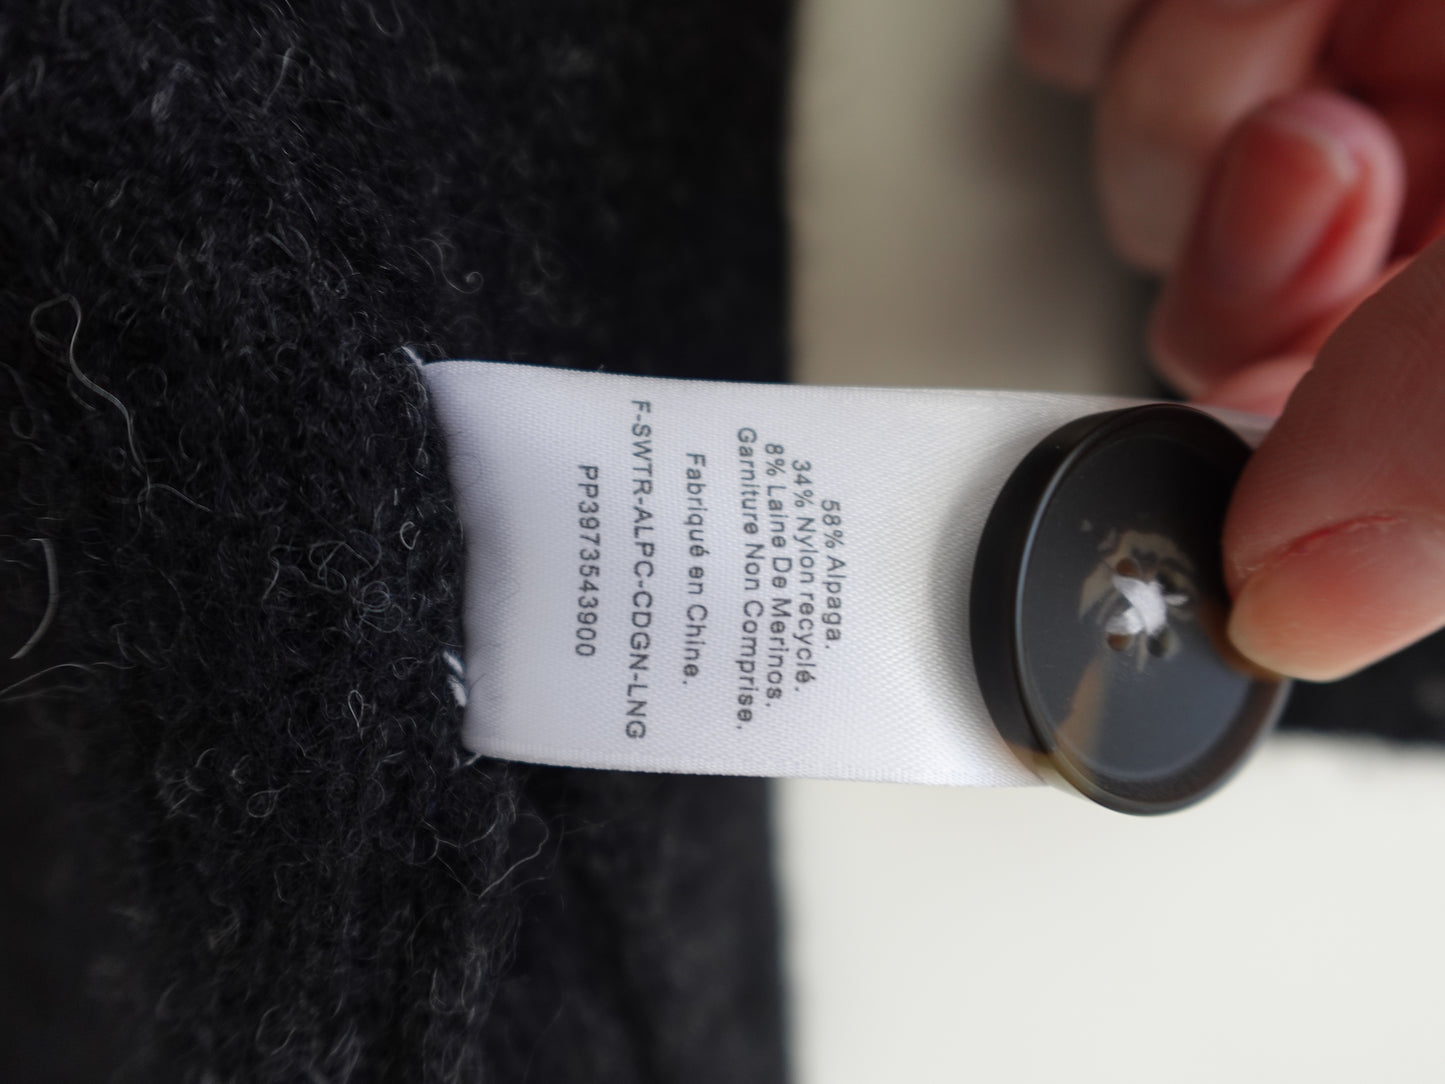 58% Alpaga.
34% Nylon recyclé.
8% Laine De Merinos.
Garniture Non Comprise.
Fabriqué en Chine.
F-SWTR-ALPC-CDGN-LNG
PP3973543900